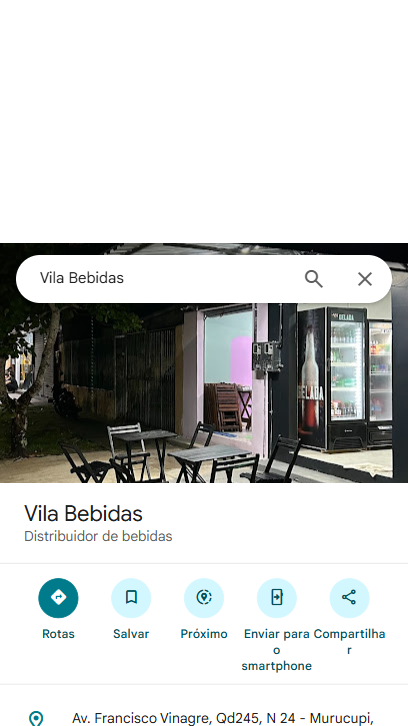 Vila Bebidas
GELADA
GELADA
Vila Bebidas
Distribuidor de bebidas
Rotas
Salvar
Próximo
Enviar para o smartphone
Compartilhar
Av. Francisco Vinagre, Qd245, N 24 - Murucupi,